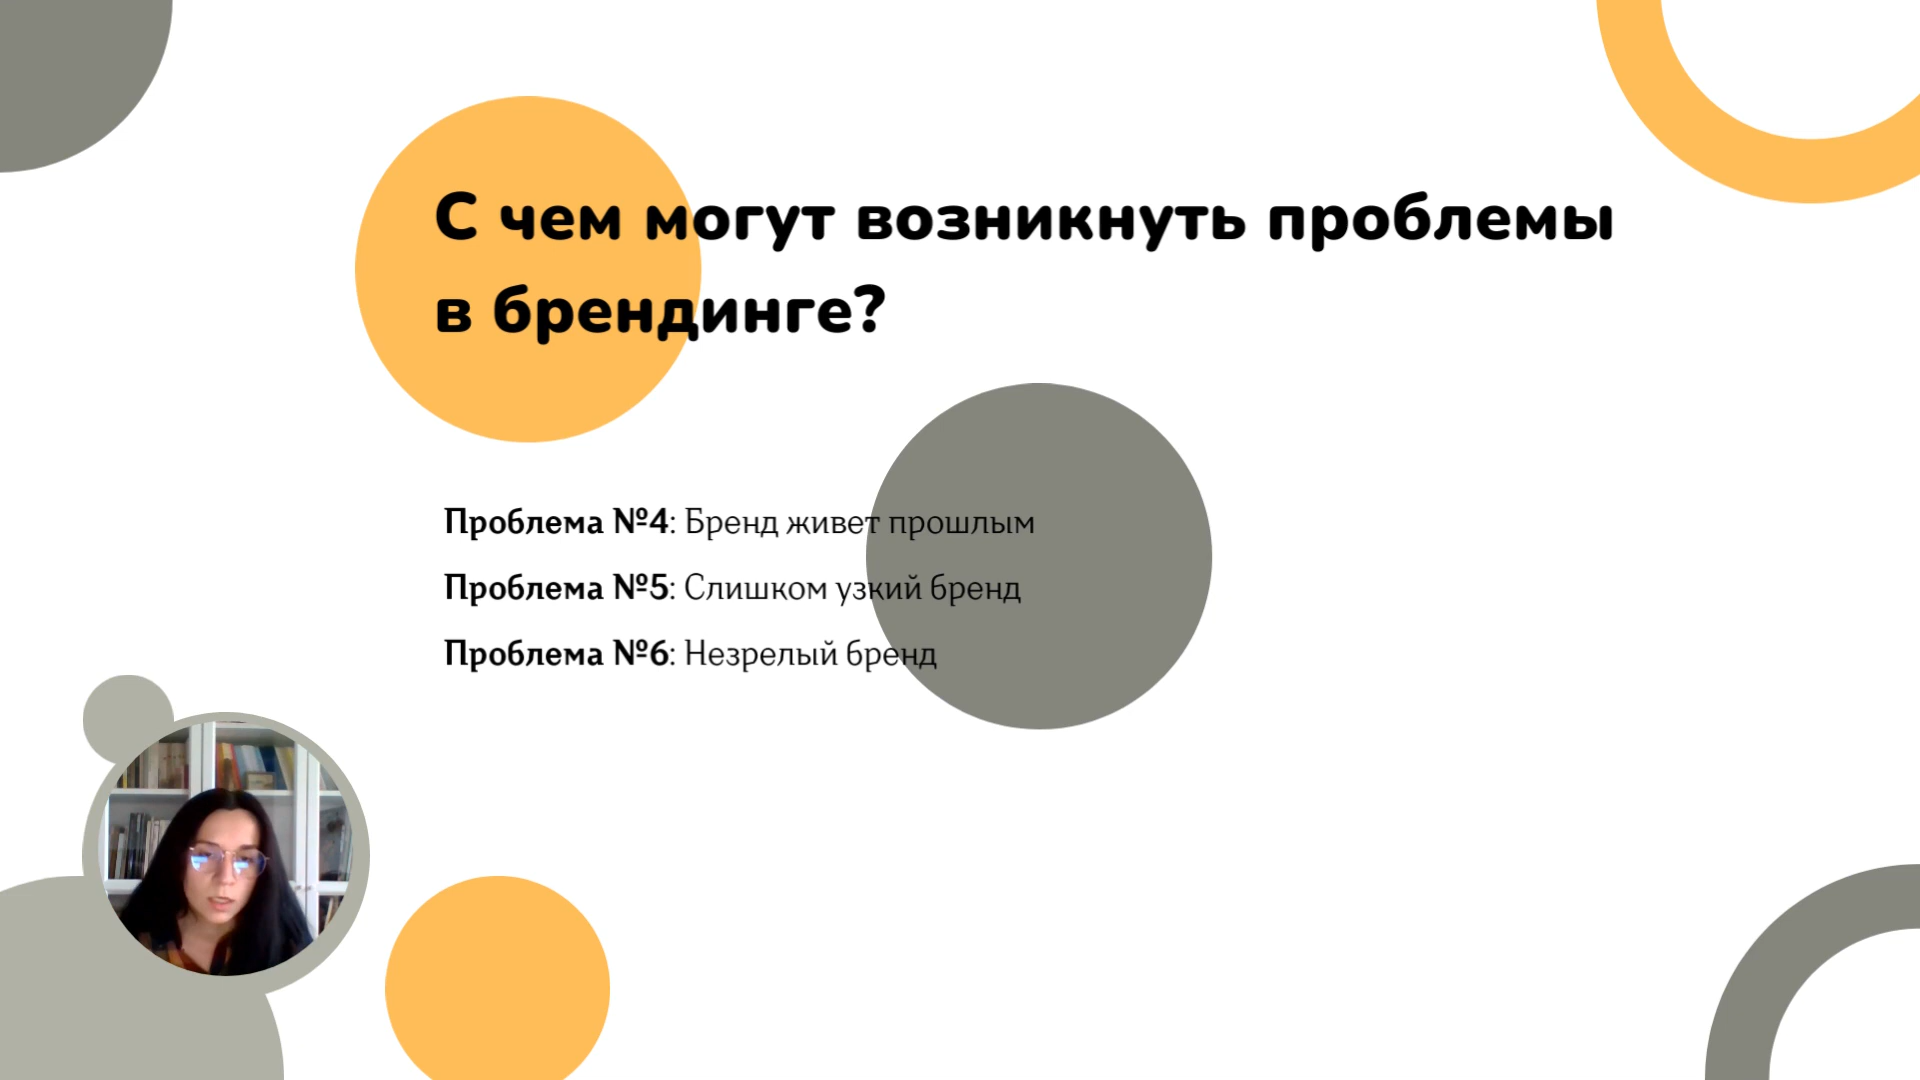 С чем могут возникнуть проблемы
в брендинге?
Проблема №4: Бренд живет прошлым
Проблема №5: Слишком узкий бренд
Проблема №6: Незрелый бренд